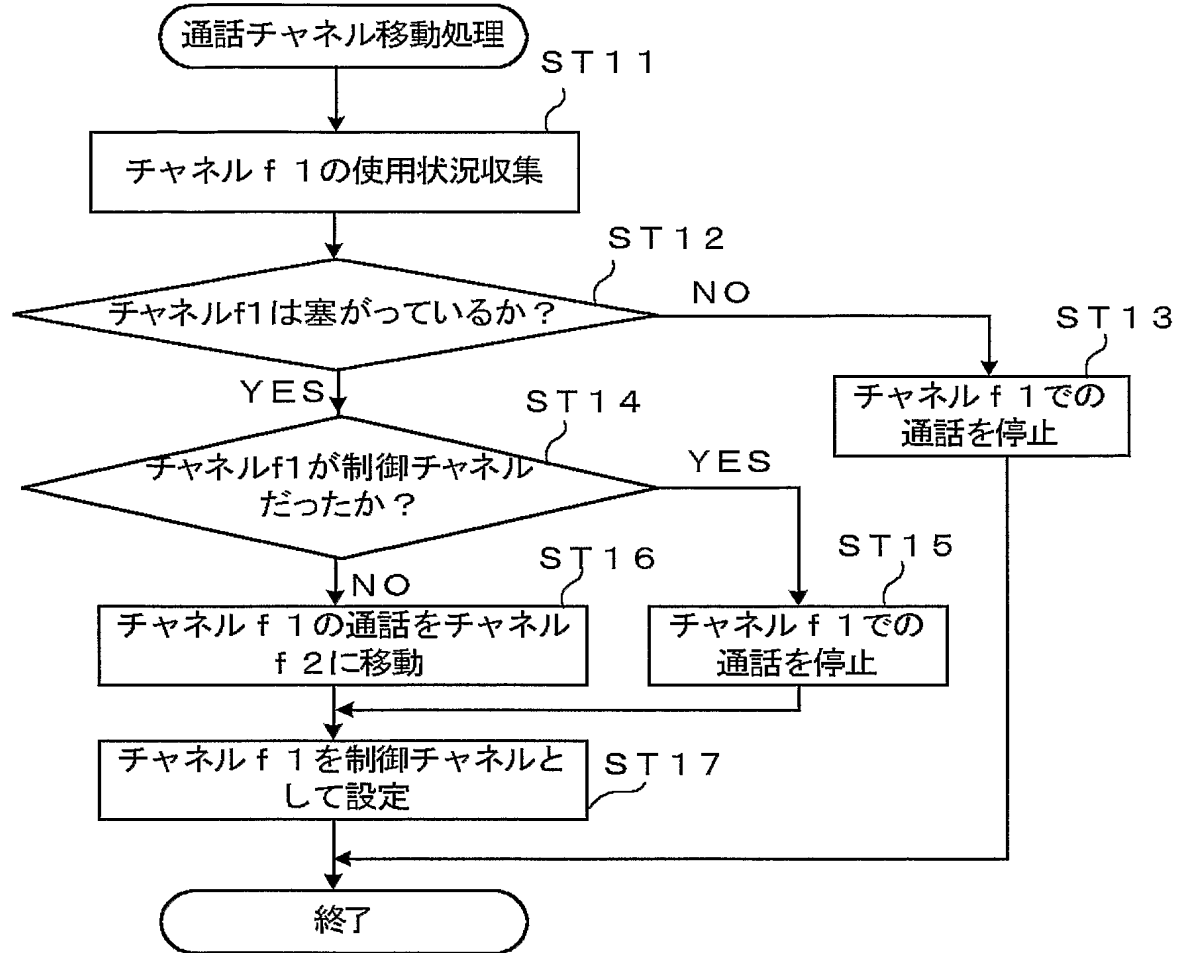 通話チャネル移動処理
ＳＴ１１
チャネルｆ１の使用状況収集
ＳＴ１２
チャネルf1は塞がっているか？
ＮＯ
ＳＴ１３
チャネルｆ１での
通話を停止
ＹＥＳ
ＳＴ１４
チャネルf1が制御チャネル
だったか？
ＹＥＳ
ＳＴ１５
チャネルｆ１での
通話を停止
ＮＯ
ＳＴ１６
チャネルｆ１の通話をチャネル
ｆ２に移動
チャネルｆ１を制御チャネルと
して設定
ＳＴ１７
終了